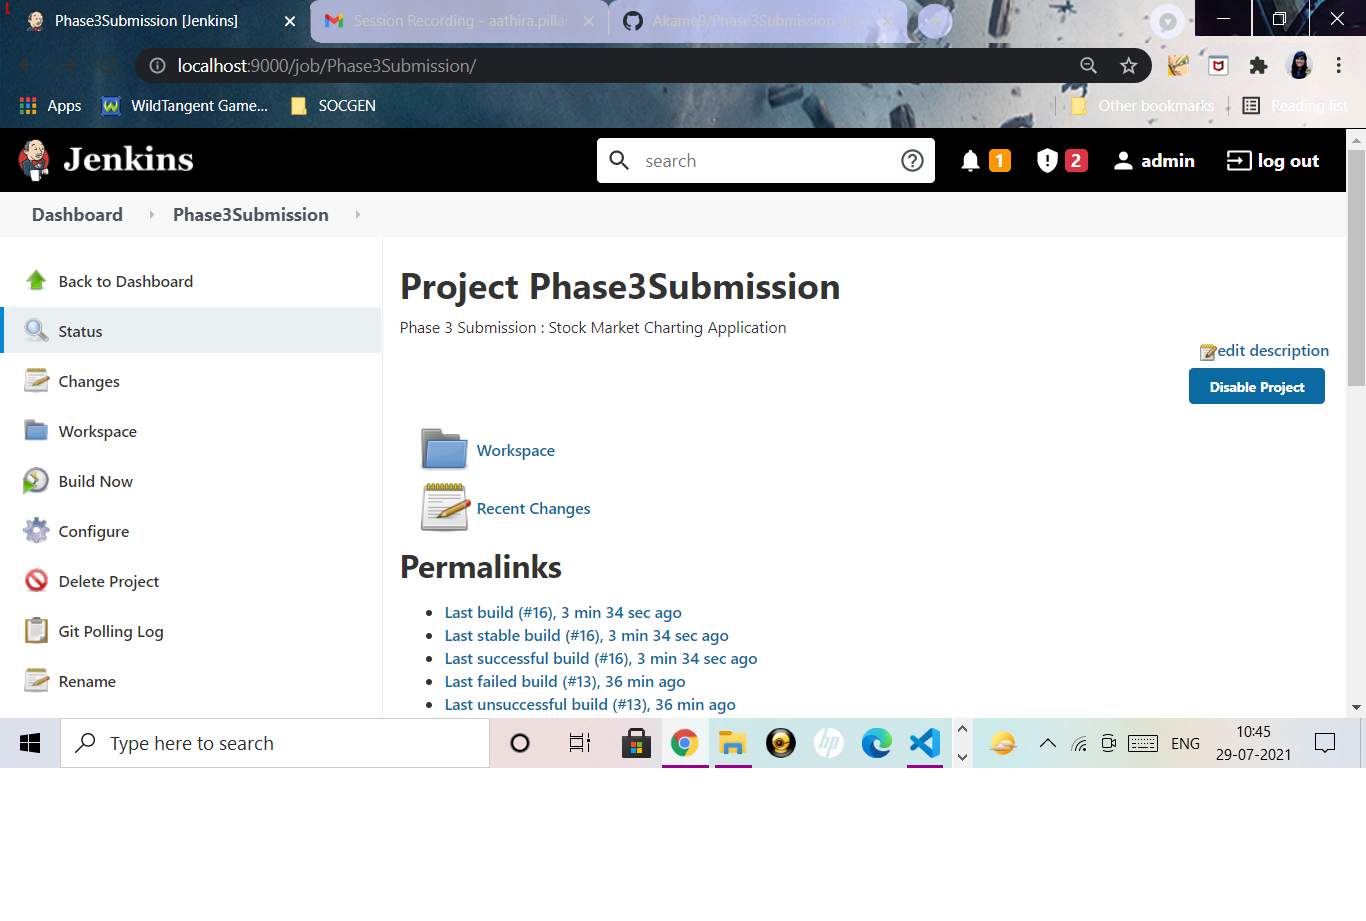 Phase3Submission [Jenkins]
Session Recording - aathira.pillai
Akame9/Phase3Submission
localhost:9000/job/Phase3Submission/
Apps WildTangent Game... SOCGEN Other bookmarks Reading list
Jenkins search 1 2 admin log out
Dashboard Phase3Submission
Back to Dashboard
Status
Changes
Workspace
Build Now
Configure
Delete Project
Git Polling Log
Rename
Project Phase3Submission
Phase 3 Submission : Stock Market Charting Application
edit description
Disable Project
Workspace
Recent Changes
Permalinks
Last build (#16), 3 min 34 sec ago
Last stable build (#16), 3 min 34 sec ago
Last successful build (#16), 3 min 34 sec ago
Last failed build (#13), 36 min ago
Last unsuccessful build (#13), 36 min ago
Type here to search
hp
ENG
10:45
29-07-2021